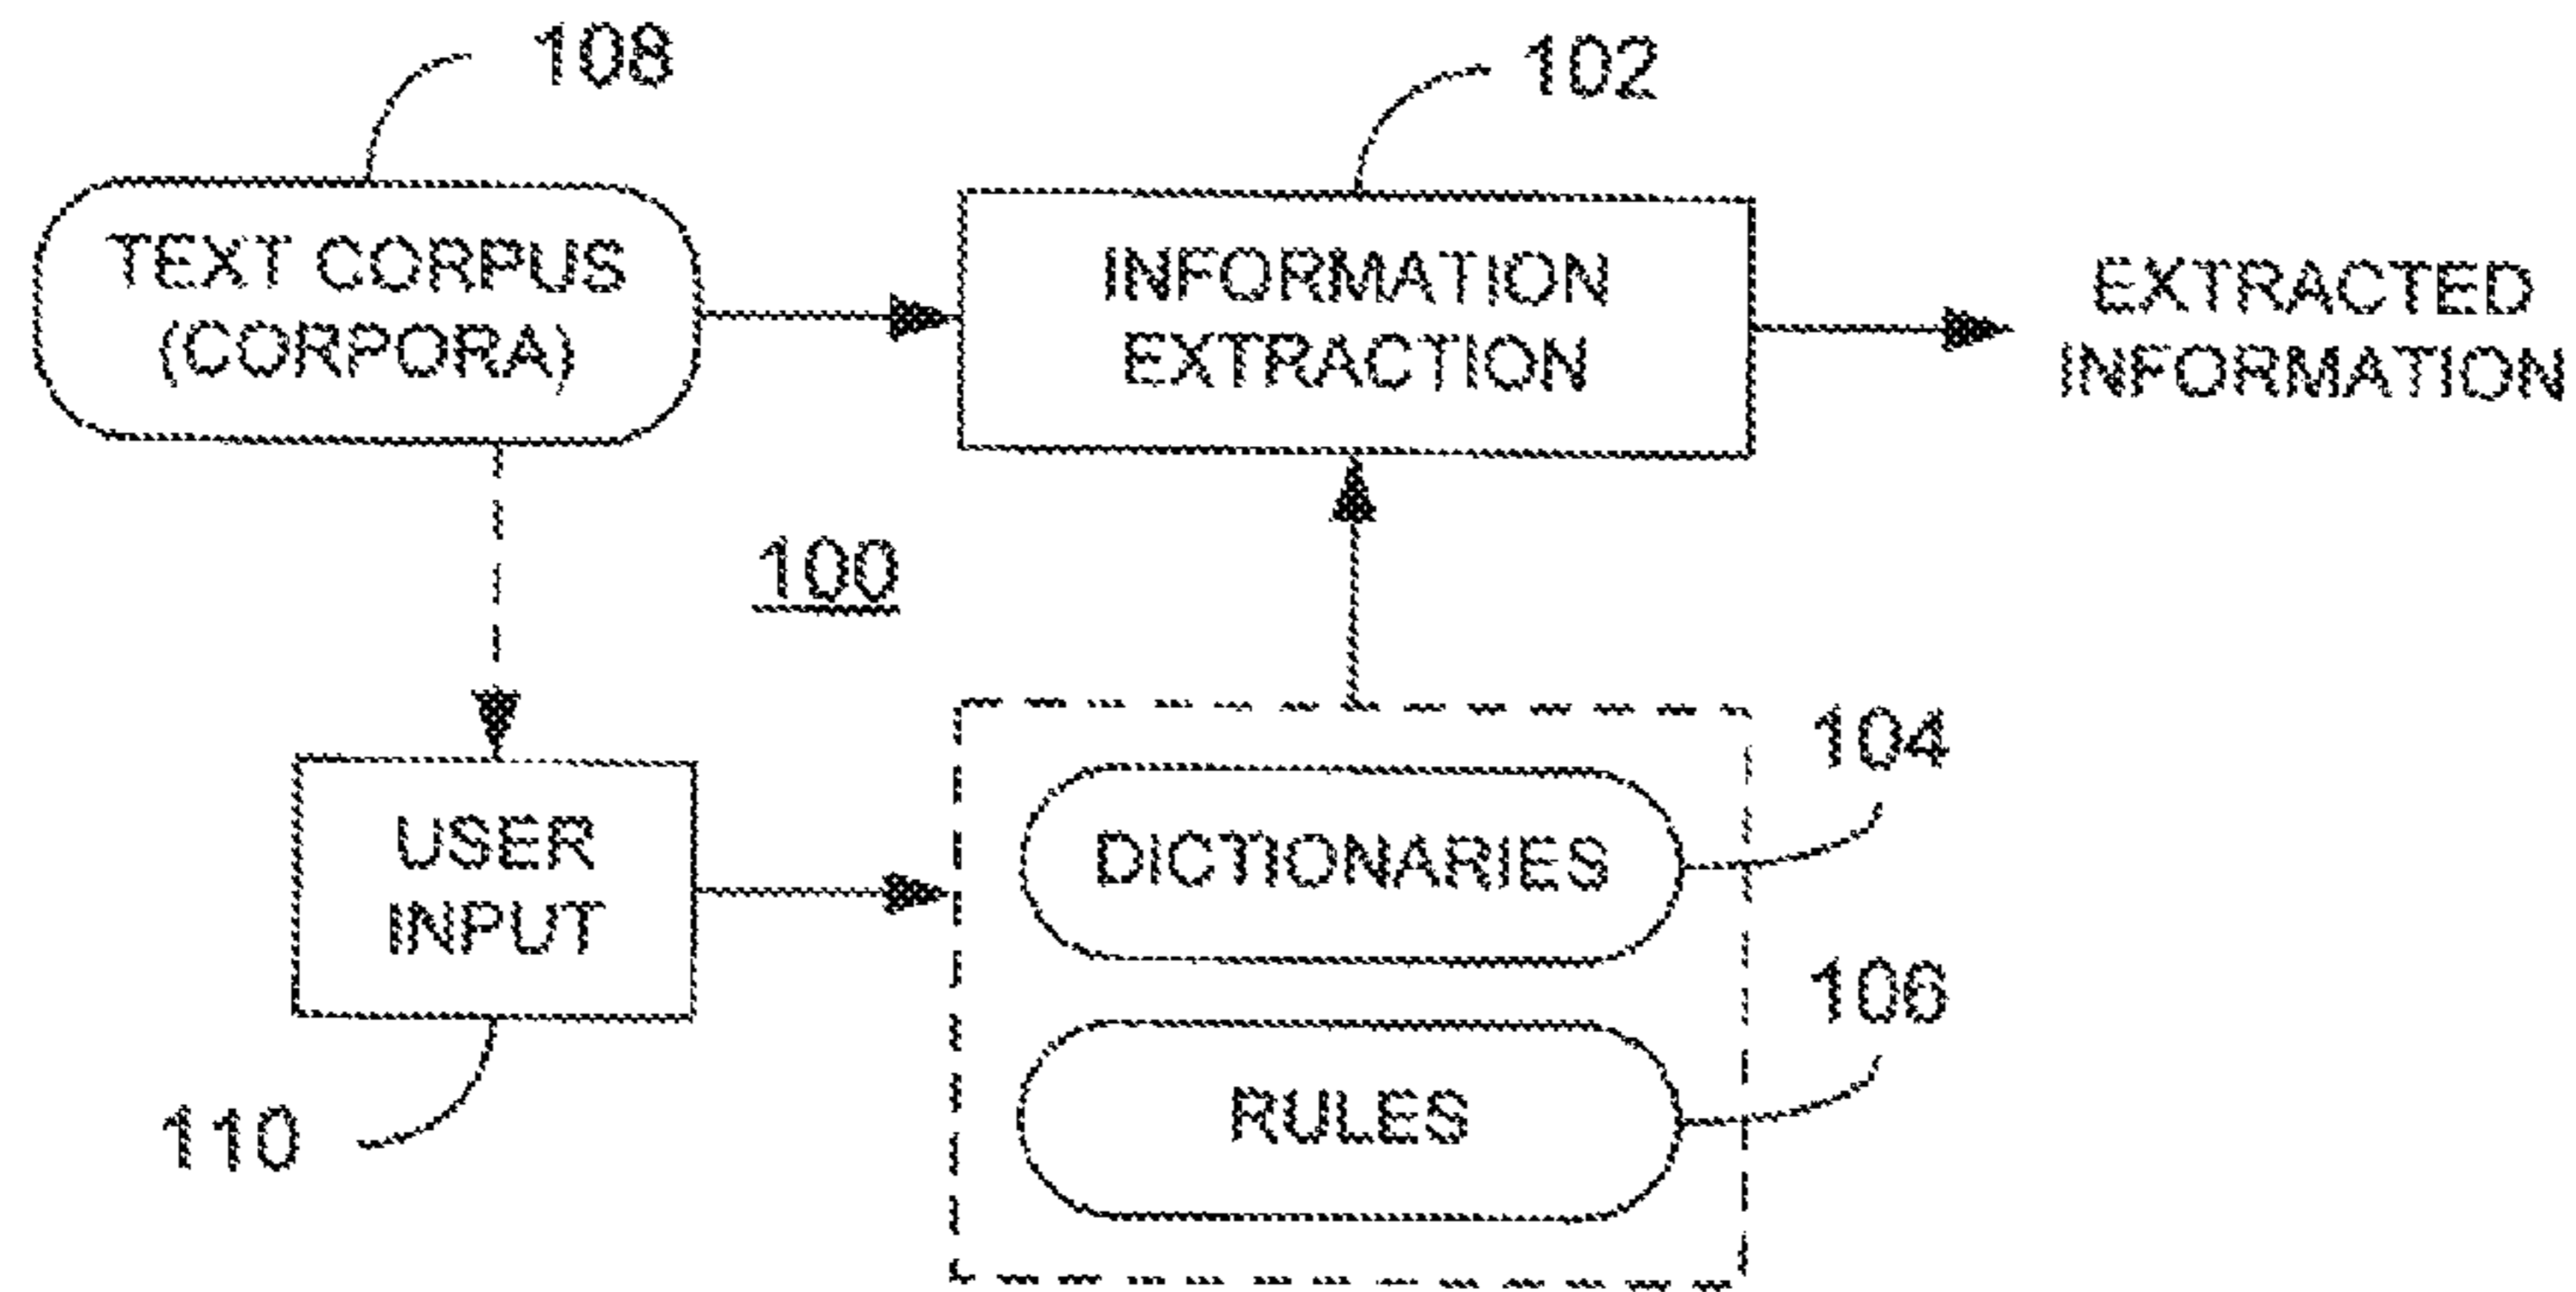 108
102
TEXT CORPUS
(CORPORA)
INFORMATION
EXTRACTION
EXTRACTED
INFORMATION
100
USER
INPUT
110
DICTIONARIES
104
RULES
106